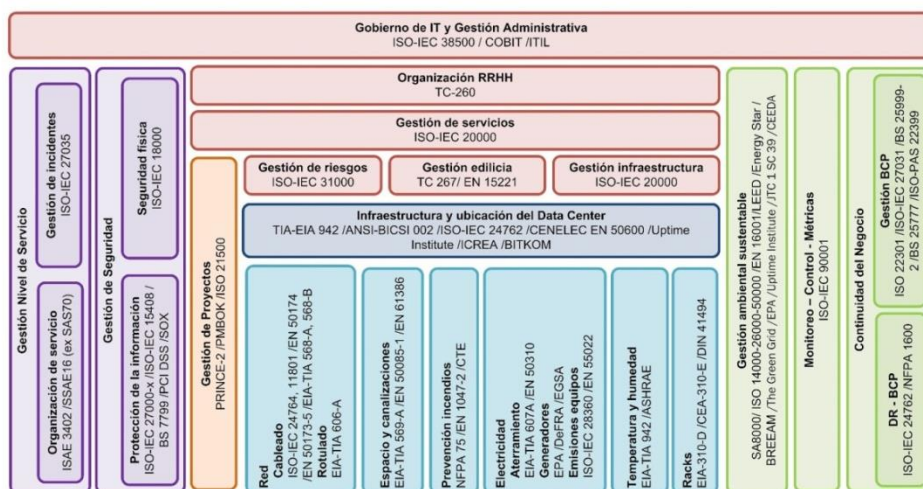 Gobierno de IT y Gestión Administrativa
ISO-IEC 38500 / COBIT /ITIL
Gestión Nivel de Servicio
Gestión de incidentes
ISO-IEC 27035
Organización de servicio
ISAE 3402 /SSAE16 (ex SAS70)
Gestión de Seguridad
Seguridad física
ISO-IEC 18000
Protección de la información
ISO-IEC 27000-x /ISO-IEC 15408 /
BS 7799 /PCI DSS /SOX
Organización RRHH
TC-260
Gestión de servicios
ISO-IEC 20000
Gestión de Proyectos
PRINCE-2 /PMBOK /ISO 21500
Gestión de riesgos
ISO-IEC 31000
Gestión edilicia
TC 267/ EN 15221
Gestión infraestructura
ISO-IEC 20000
Infraestructura y ubicación del Data Center
TIA-EIA 942 /ANSI-BICSI 002 /ISO-IEC 24762 /CENELEC EN 50600 /Uptime
Institute /ICREA /BITKOM
Red
Cableado
ISO-IEC 24764, 11801 /EN 50174
/EN 50173-5 /EIA-TIA 568-A, 568-B
Rotulado
EIA-TIA 606-A
Espacio y canalizaciones
EIA-TIA 569-A /EN 50085-1 /EN 61386
Prevención incendios
NFPA 75 /EN 1047-2 /CTE
Electricidad
Aterramiento
EIA-TIA 607A /EN 50310
Generadores
EPA /DeFRA /EGSA
Emisiones equipos
ISO-IEC 28360 /EN 55022
Temperatura y humedad
EIA-TIA 942 /ASHRAE
Racks
EIA-310-D /CEA-310-E /DIN 41494
Gestión ambiental sustentable
SA8000/ ISO 14000-26000-50000 /EN 16001/LEED /Energy Star /
BREEAM /The Green Grid /EPA /Uptime Institute /JTC 1 SC 39 /CEEDA
Monitoreo – Control - Métricas
ISO-IEC 90001
Continuidad del Negocio
Gestión BCP
ISO 22301 /ISO-IEC 27031 /BS 25999-
2 /BS 25777 /ISO-PAS 22399
DR - BCP
ISO-IEC 24762 /NFPA 1600